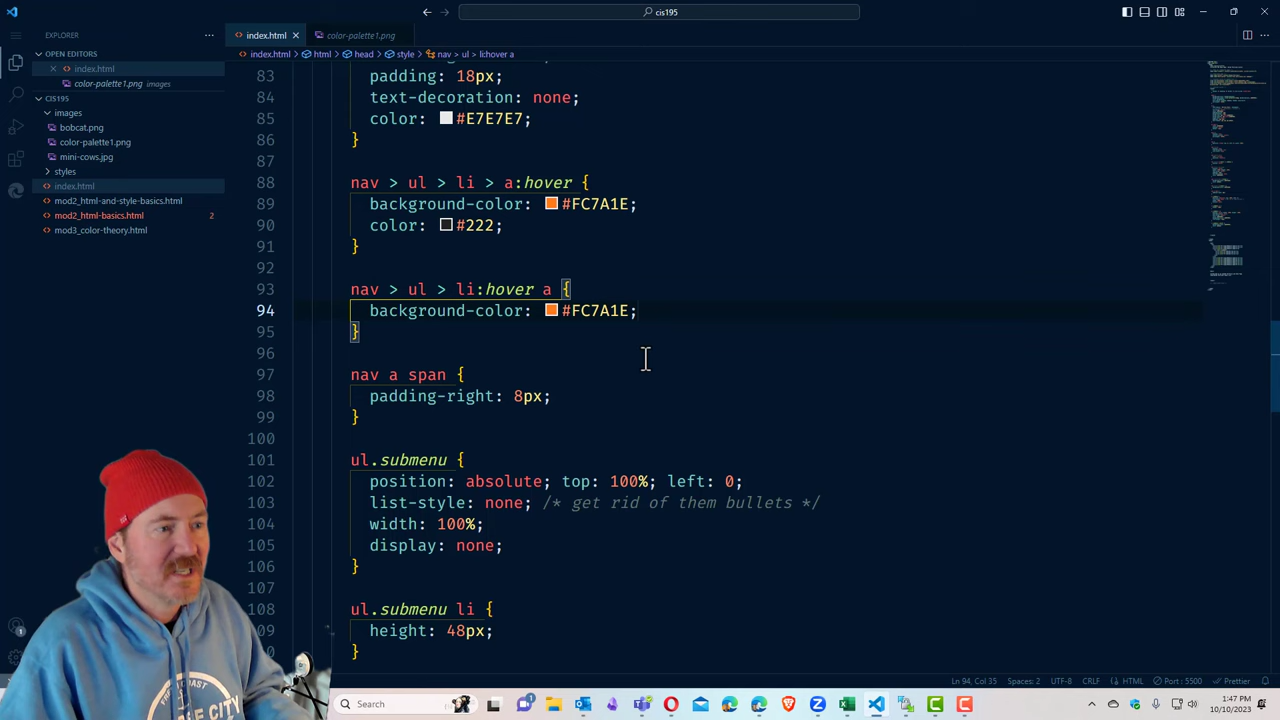 cis195
index.html
color-palette1.png
EXPLORER
OPEN EDITORS
index.html
color-palette1.png images
CIS195
images
bobcat.png
color-palette1.png
mini-cows.jpg
styles
index.html
mod2_html-and-style-basics.html
mod2_html-basics.html 2
mod3_color-theory.html
index.html > html > head > style > nav > ul > li:hover a
83 padding: 18px;
84 text-decoration: none;
85 color: #E7E7E7;
86 }
87
88 nav > ul > li > a:hover {
89 background-color: #FC7A1E;
90 color: #222;
91 }
92
93 nav > ul > li:hover a {
94 background-color: #FC7A1E;
95 }
96
97 nav a span {
98 padding-right: 8px;
99 }
100
101 ul.submenu {
102 position: absolute; top: 100%; left: 0;
103 list-style: none; /* get rid of them bullets */
104 width: 100%;
105 display: none;
106 }
107
108 ul.submenu li {
109 height: 48px;
}
Ln 94, Col 35 Spaces: 2 UTF-8 CRLF HTML Port : 5500 Prettier
Search
1:47 PM
10/10/2023